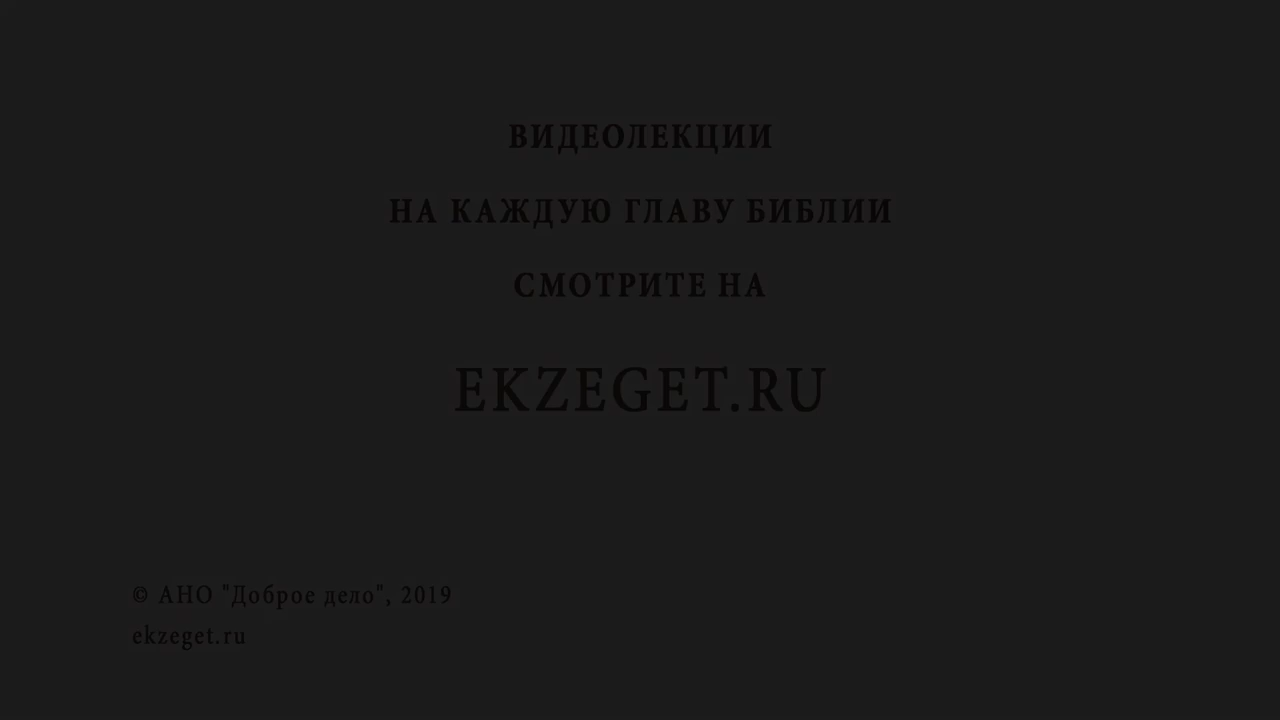 ВИДЕОЛЕКЦИИ
НА КАЖДУЮ ГЛАВУ БИБЛИИ
СМОТРИТЕ НА
EKZEGET.RU
© АНО "Доброе дело", 2019
ekzeget.ru